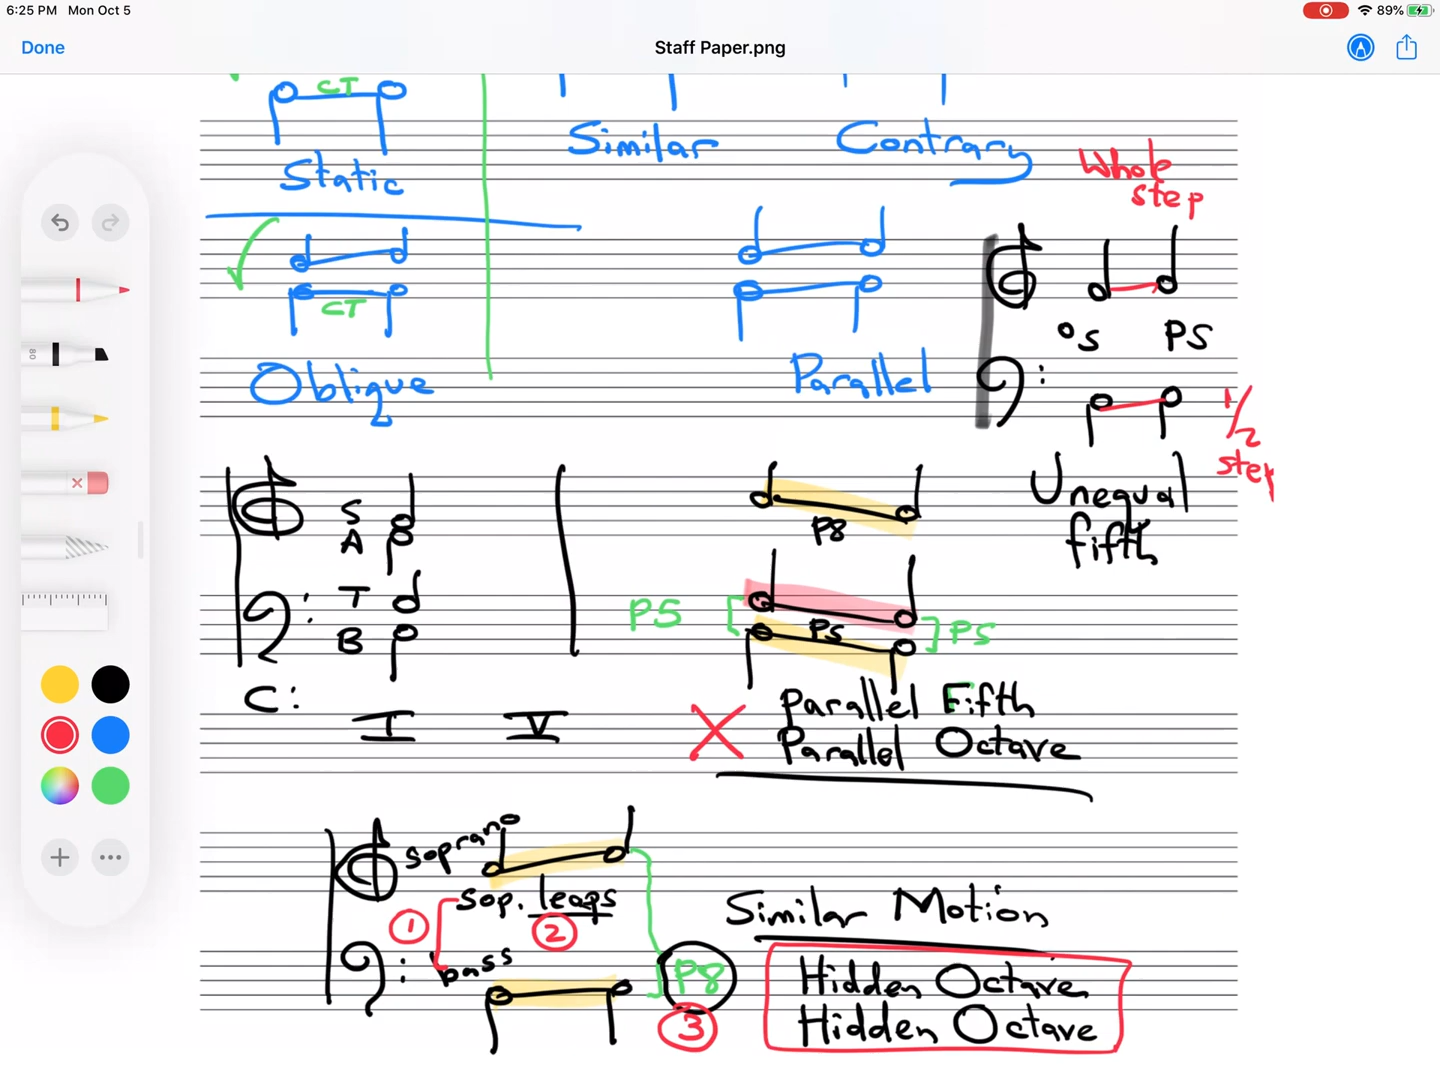 6:25 PM Mon Oct 5
89%
Done
Staff Paper.png
CT
Static
Similar
Contrary
Whole
step
CT
Oblique
Parallel
°5
P5
1/2
step
Unequal
fifth
S
A
T
B
C:
I
V
P8
P5
P5
P5
Parallel Fifth
Parallel Octave
80
soprano
sop. leaps
1
2
bass
P8
3
Similar Motion
Hidden Octave
Hidden Octave